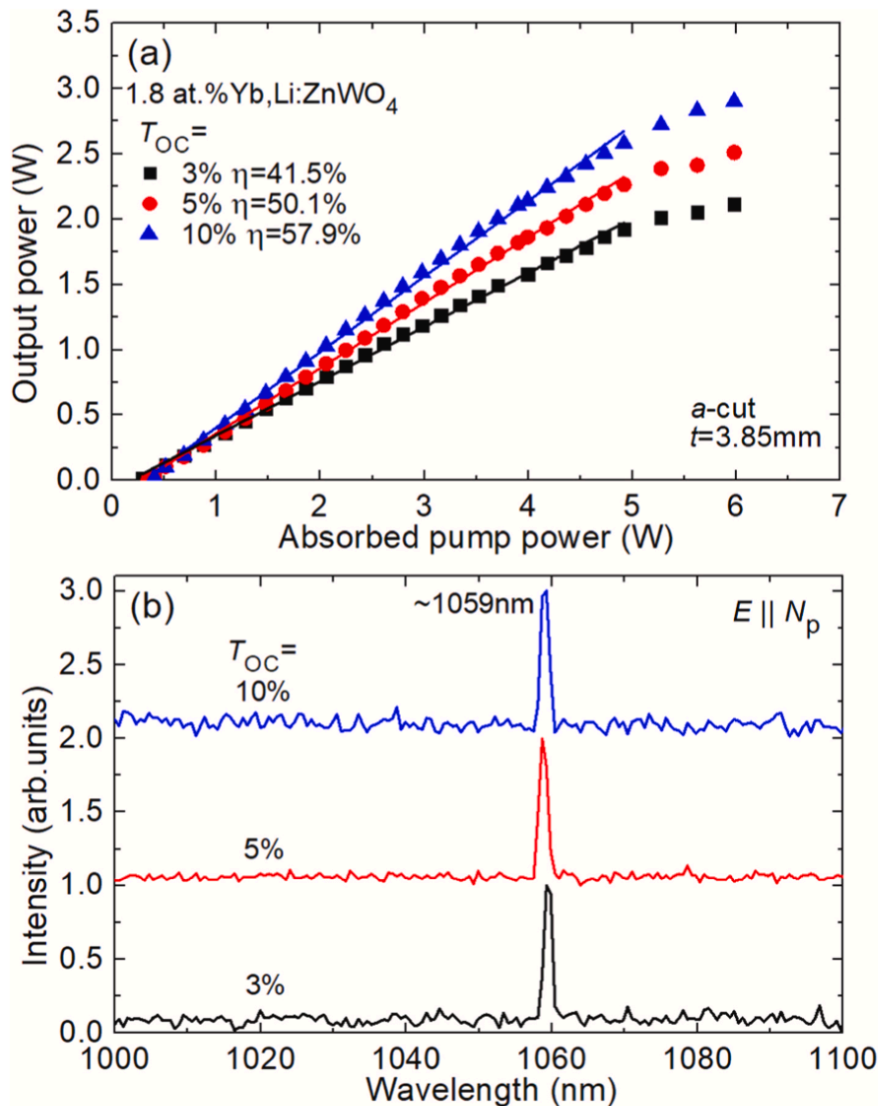 (a)
1.8 at.%Yb,Li:ZnWO4
TOC=
3% η=41.5%
5% η=50.1%
10% η=57.9%
a-cut
t=3.85mm
Output power (W)
3.5
3.0
2.5
2.0
1.5
1.0
0.5
0.0
0 1 2 3 4 5 6 7
Absorbed pump power (W)
(b)
~1059nm
E || Np
TOC=
10%
5%
3%
Intensity (arb.units)
3.0
2.5
2.0
1.5
1.0
0.5
0.0
1000 1020 1040 1060 1080 1100
Wavelength (nm)